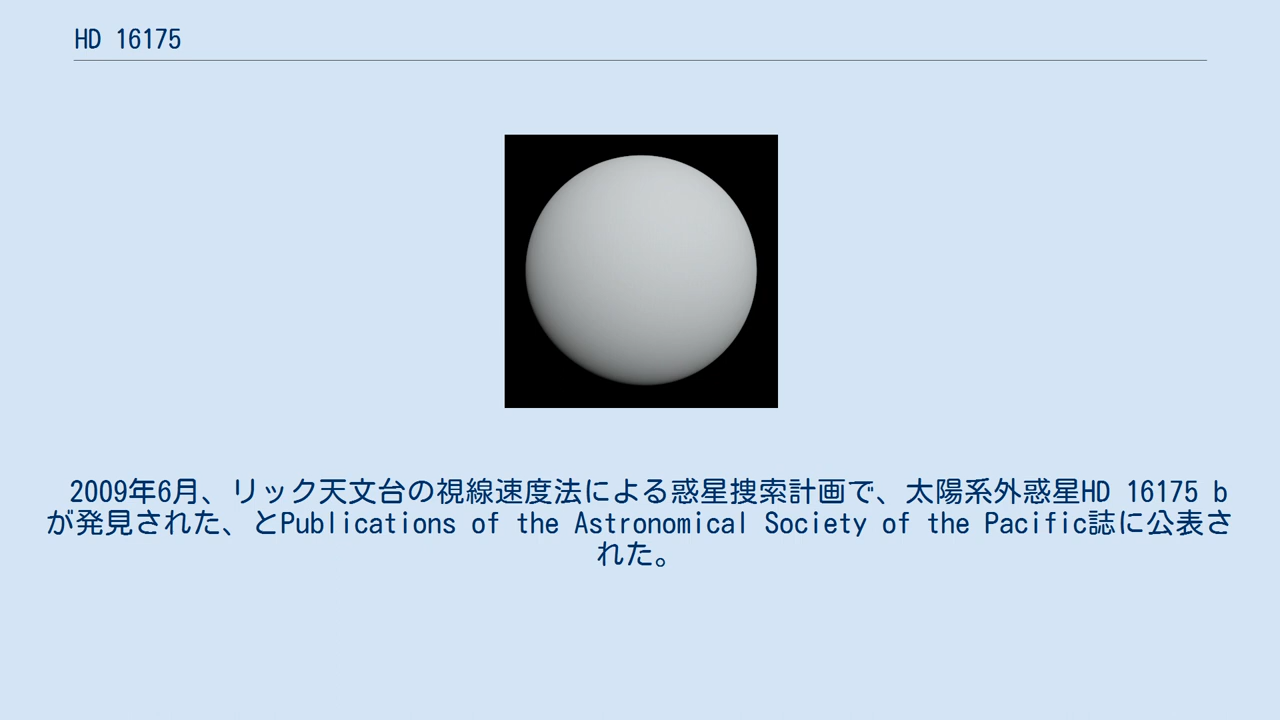 HD 16175
2009年6月、リック天文台の視線速度法による惑星捜索計画で、太陽系外惑星HD 16175 b
が発見された、とPublications of the Astronomical Society of the Pacific誌に公表さ
れた。